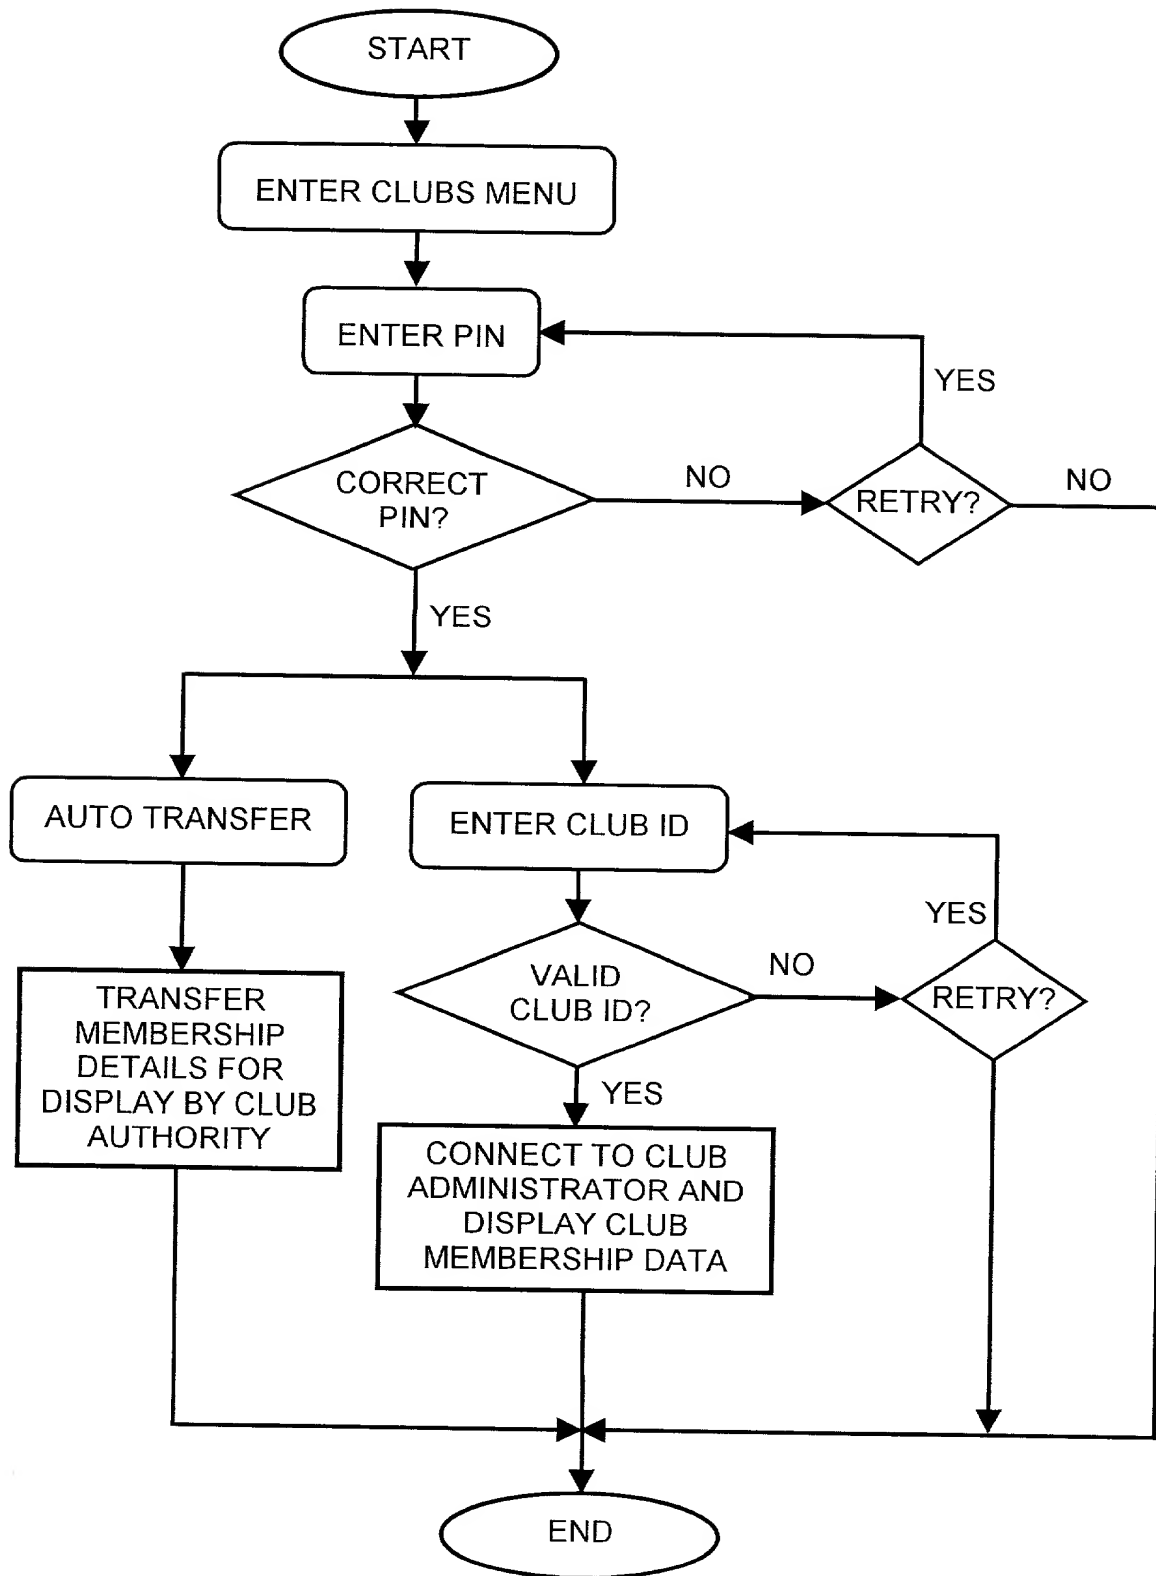 START
ENTER CLUBS MENU
ENTER PIN
YES
CORRECT
PIN?
NO
RETRY?
NO
YES
AUTO TRANSFER
ENTER CLUB ID
YES
VALID
CLUB ID?
NO
RETRY?
TRANSFER
MEMBERSHIP
DETAILS FOR
DISPLAY BY CLUB
AUTHORITY
YES
CONNECT TO CLUB
ADMINISTRATOR AND
DISPLAY CLUB
MEMBERSHIP DATA
END